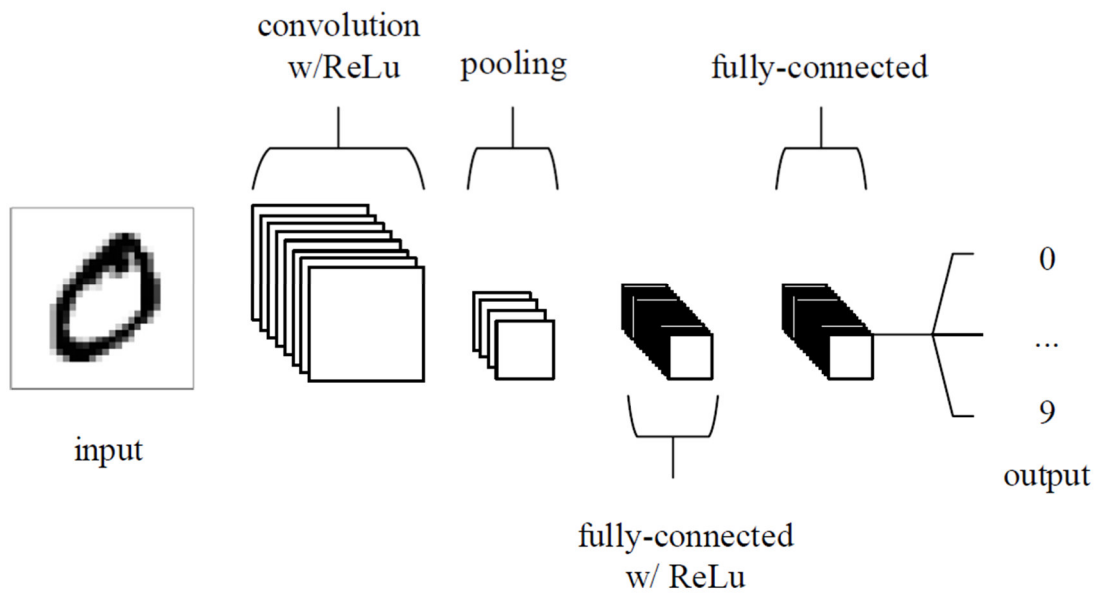 convolution
w/ReLu
pooling
fully-connected
input
0
...
9
output
fully-connected
w/ ReLu